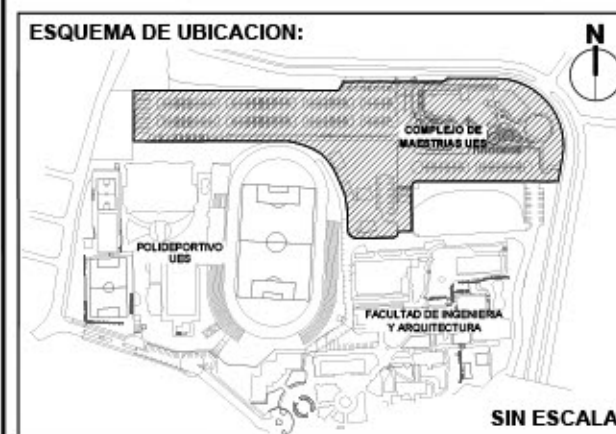 ESQUEMA DE UBICACION:
N
COMPLEJO DE
MAESTRIAS UES
POLIDEPORTIVO
UES
FACULTAD DE INGENIERIA
Y ARQUITECTURA
SIN ESCALA